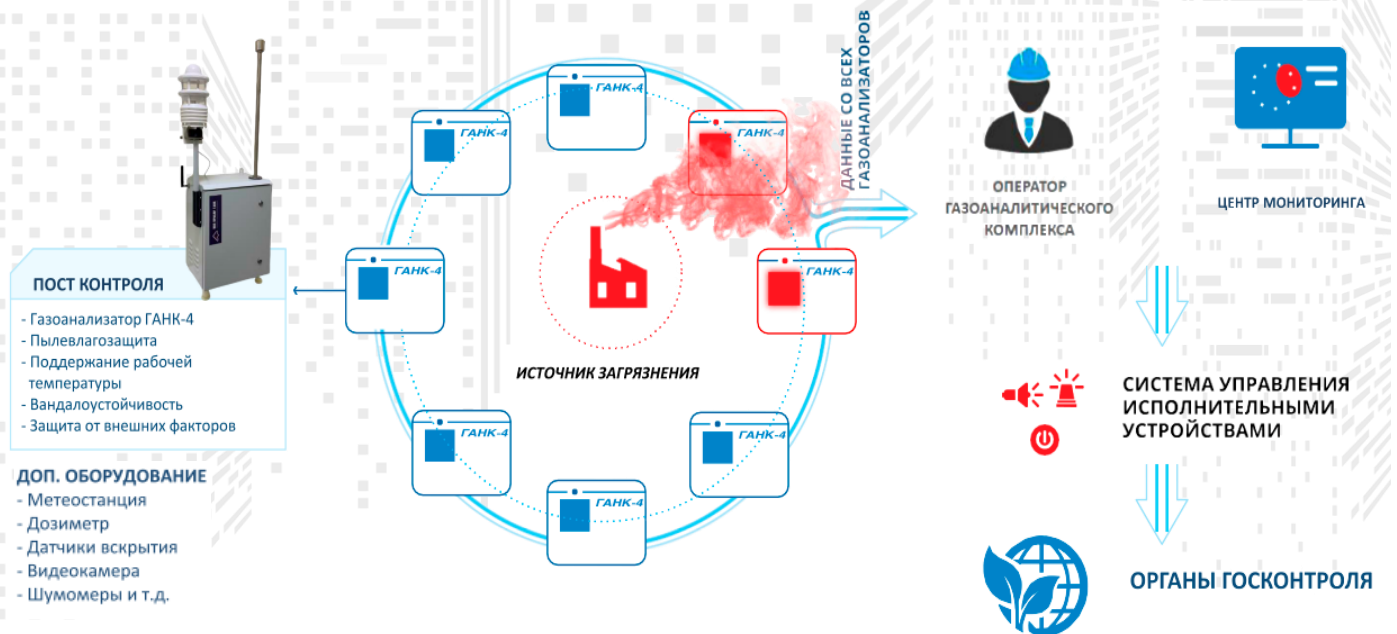 ПОСТ КОНТРОЛЯ
- Газоанализатор ГАНК-4
- Пылевлагозащита
- Поддержание рабочей
температуры
- Вандалоустойчивость
- Защита от внешних факторов
ДОП. ОБОРУДОВАНИЕ
- Метеостанция
- Дозиметр
- Датчики вскрытия
- Видеокамера
- Шумомеры и т.д.
ГАНК-4
ГАНК-4
ГАНК-4
ГАНК-4
ГАНК-4
ИСТОЧНИК ЗАГРЯЗНЕНИЯ
ГАНК-4
ГАНК-4
ГАНК-4
ДАННЫЕ СО ВСЕХ
ГАЗОАНАЛИЗАТОРОВ
ОПЕРАТОР
ГАЗОАНАЛИТИЧЕСКОГО
КОМПЛЕКСА
ЦЕНТР МОНИТОРИНГА
СИСТЕМА УПРАВЛЕНИЯ
ИСПОЛНИТЕЛЬНЫМИ
УСТРОЙСТВАМИ
ОРГАНЫ ГОСКОНТРОЛЯ